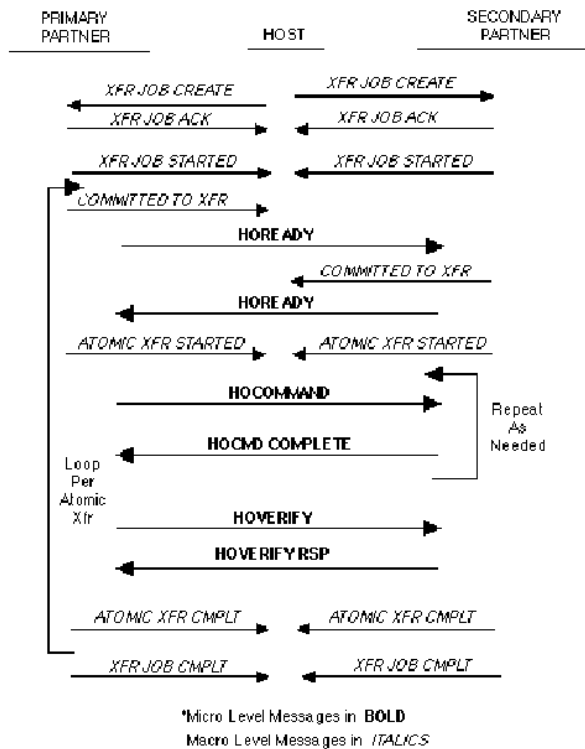 PRIMARY
PARTNER
HOST
SECONDARY
PARTNER
XFR JOB CREATE
XFR JOB CREATE
XFR JOB ACK
XFR JOB ACK
XFR JOB STARTED
XFR JOB STARTED
COMMITTED TO XFR
HOREADY
COMMITTED TO XFR
HOREADY
ATOMIC XFR STARTED
ATOMIC XFR STARTED
HOCOMMAND
Repeat
As
Needed
HOCMD COMPLETE
Loop
Per
Atomic
Xfr
HOVERIFY
HOVERIFY RSP
ATOMIC XFR CMPLT
ATOMIC XFR CMPLT
XFR JOB CMPLT
XFR JOB CMPLT
*Micro Level Messages in BOLD
Macro Level Messages in ITALICS